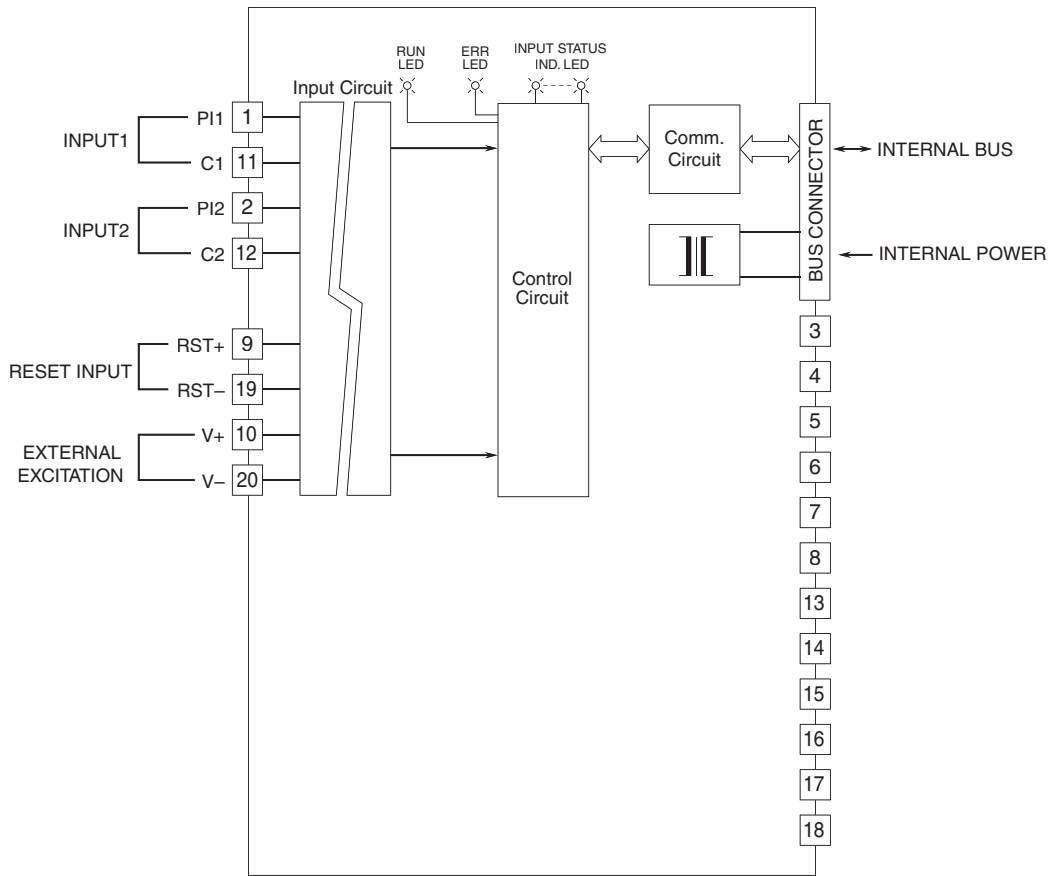 RUN
LED
ERR
LED
INPUT STATUS
IND. LED
Input Circuit
INPUT1
PI1 1
C1 11
INPUT2
PI2 2
C2 12
RESET INPUT
RST+ 9
RST– 19
EXTERNAL
EXCITATION
V+ 10
V– 20
Control
Circuit
Comm.
Circuit
BUS CONNECTOR
INTERNAL BUS
INTERNAL POWER
3
4
5
6
7
8
13
14
15
16
17
18